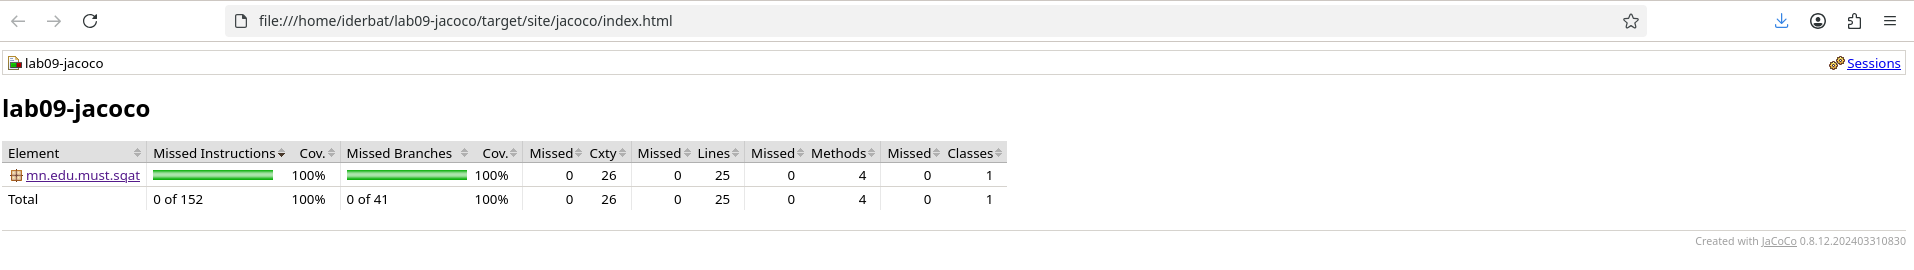 file:///home/iderbat/lab09-jacoco/target/site/jacoco/index.html
lab09-jacoco Sessions
lab09-jacoco
Element Missed Instructions Cov. Missed Branches Cov. Missed Cxty Missed Lines Missed Methods Missed Classes
mn.edu.must.sqat 100% 100% 0 26 0 25 0 4 0 1
Total 0 of 152 100% 0 of 41 100% 0 26 0 25 0 4 0 1
Created with JaCoCo 0.8.12.202403310830